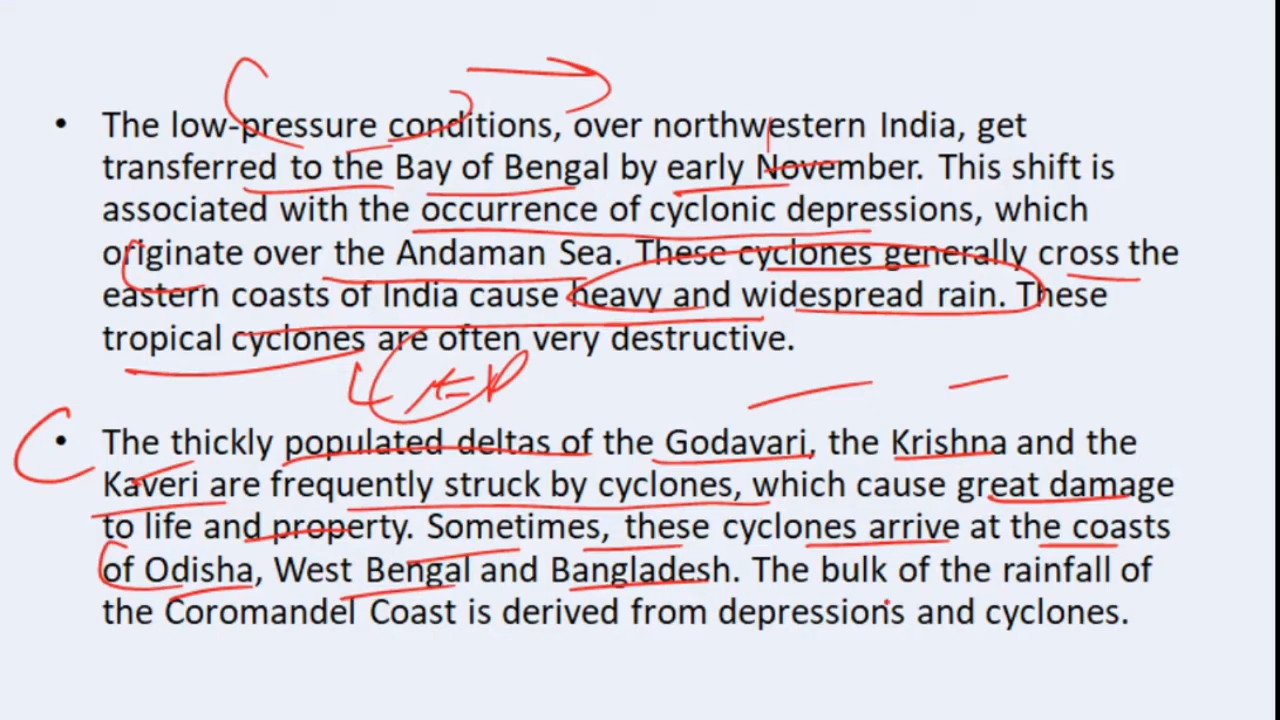 • The low-pressure conditions, over northwestern India, get
transferred to the Bay of Bengal by early November. This shift is
associated with the occurrence of cyclonic depressions, which
originate over the Andaman Sea. These cyclones generally cross the
eastern coasts of India cause heavy and widespread rain. These
tropical cyclones are often very destructive.
• The thickly populated deltas of the Godavari, the Krishna and the
Kaveri are frequently struck by cyclones, which cause great damage
to life and property. Sometimes, these cyclones arrive at the coasts
of Odisha, West Bengal and Bangladesh. The bulk of the rainfall of
the Coromandel Coast is derived from depressions and cyclones.